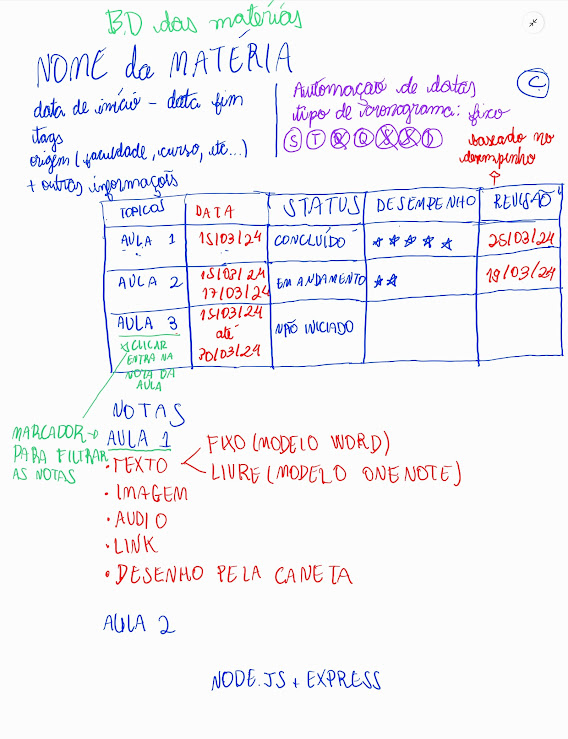 BD das matérias
NOME da MATÉRIA
data de início - data fim
tags
origem (faculdade, curso, etc...)
+ outras informações
Automação de datas
tipo de cronograma: fixo
S T Q Q S S D
C
baseado no
desempenho
TOPICOS DATA STATUS DESEMPENHO REVISÃO
AULA 1 15/03/24 CONCLUÍDO ★★★★★ 25/03/24
AULA 2 15/03/24 17/03/24 EM ANDAMENTO ★★ 19/03/24
AULA 3 15/03/24 até 20/03/24 NÃO INICIADO
CLICAR
ENTRA NA
NOTA DA
AULA
NOTAS
MARCADOR
PARA FILTRAR
AS NOTAS
AULA 1
• TEXTO
FIXO (MODELO WORD)
LIVRE (MODELO ONENOTE)
• IMAGEM
• AUDIO
• LINK
• DESENHO PELA CANETA
AULA 2
NODE.JS + EXPRESS